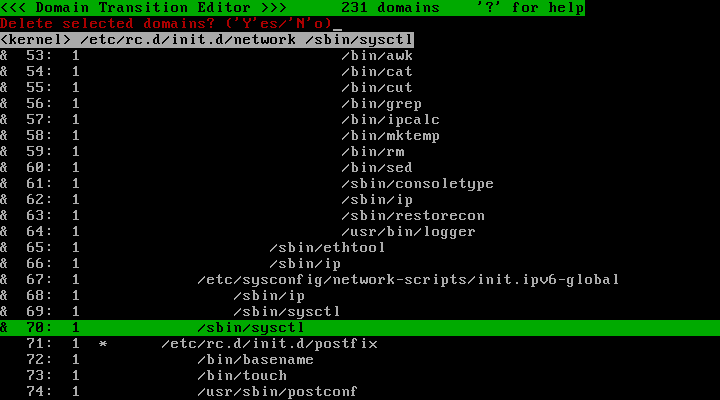 <<< Domain Transition Editor >>>      231 domains    '?' for help
Delete selected domains? ('Y'es/'N'o)_
<kernel> /etc/rc.d/init.d/network /sbin/sysctl
&  53:  1                             /bin/awk
&  54:  1                             /bin/cat
&  55:  1                             /bin/cut
&  56:  1                             /bin/grep
&  57:  1                             /bin/ipcalc
&  58:  1                             /bin/mktemp
&  59:  1                             /bin/rm
&  60:  1                             /bin/sed
&  61:  1                             /sbin/consoletype
&  62:  1                             /sbin/ip
&  63:  1                             /sbin/restorecon
&  64:  1                             /usr/bin/logger
&  65:  1                     /sbin/ethtool
&  66:  1                     /sbin/ip
&  67:  1             /etc/sysconfig/network-scripts/init.ipv6-global
&  68:  1                 /sbin/ip
&  69:  1                 /sbin/sysctl
&  70:  1             /sbin/sysctl
   71:  1  *      /etc/rc.d/init.d/postfix
   72:  1             /bin/basename
   73:  1             /bin/touch
   74:  1             /usr/sbin/postconf